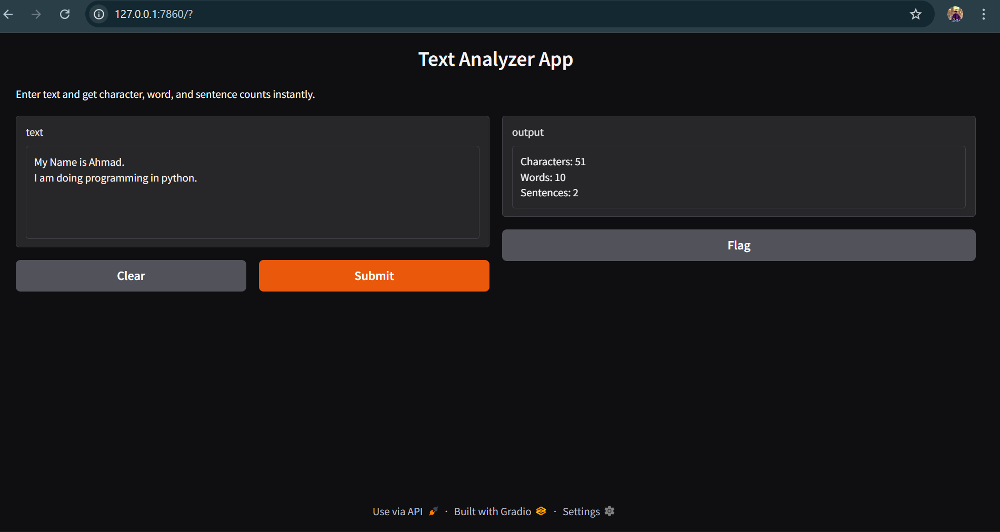 127.0.0.1:7860/?
Text Analyzer App
Enter text and get character, word, and sentence counts instantly.
text
My Name is Ahmad.
I am doing programming in python.
Clear
Submit
output
Characters: 51
Words: 10
Sentences: 2
Flag
Use via API · Built with Gradio · Settings